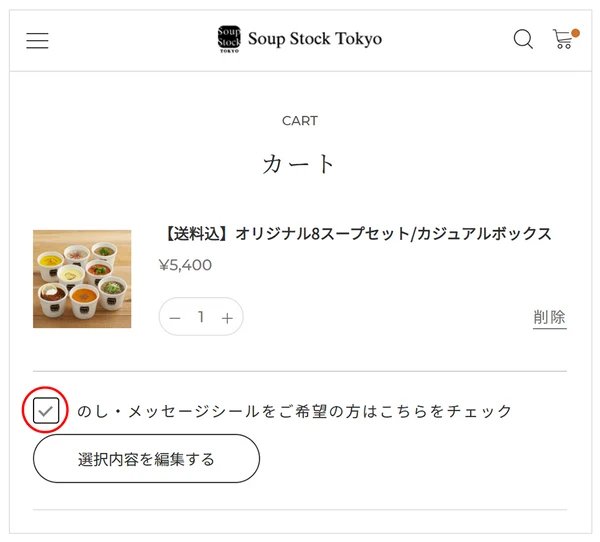 Soup
Stock
TOKYO
Soup Stock Tokyo
CART
カート
【送料込】オリジナル8スープセット/カジュアルボックス
¥5,400
− 1 +
削除
のし・メッセージシールをご希望の方はこちらをチェック
選択内容を編集する